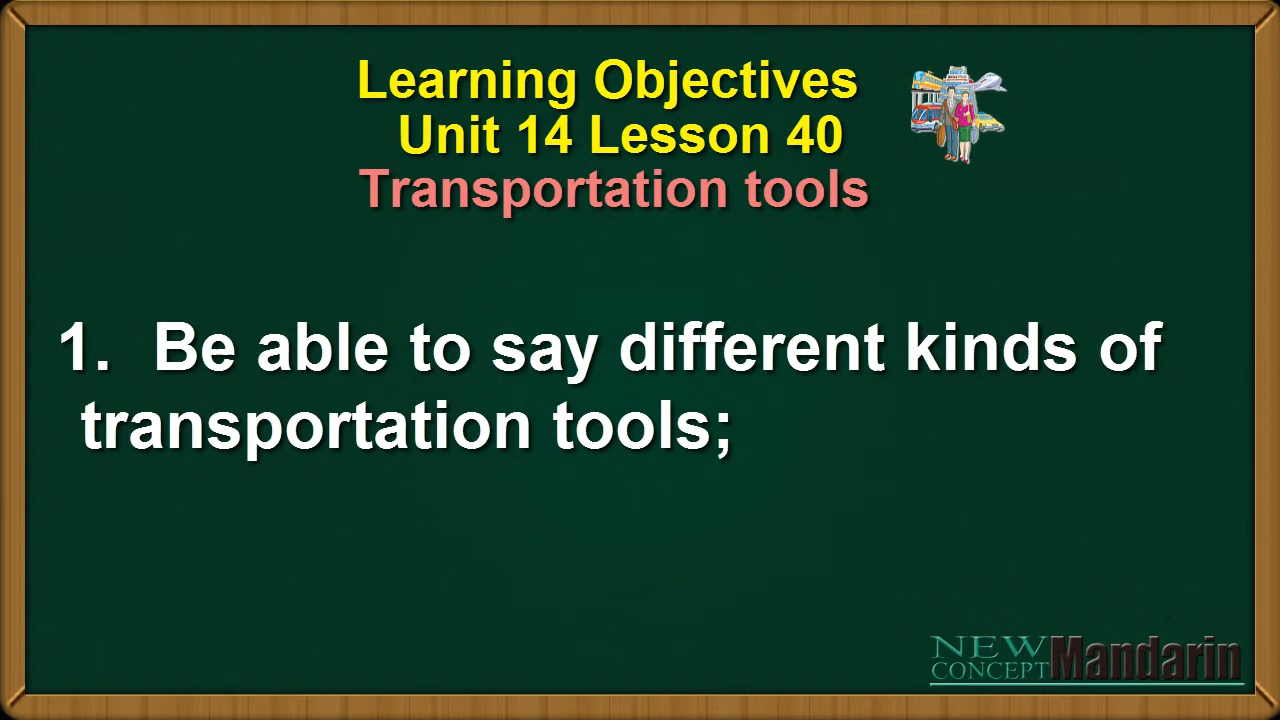 Learning Objectives
Unit 14 Lesson 40
Transportation tools
1. Be able to say different kinds of
transportation tools;
NEW
CONCEPT Mandarin